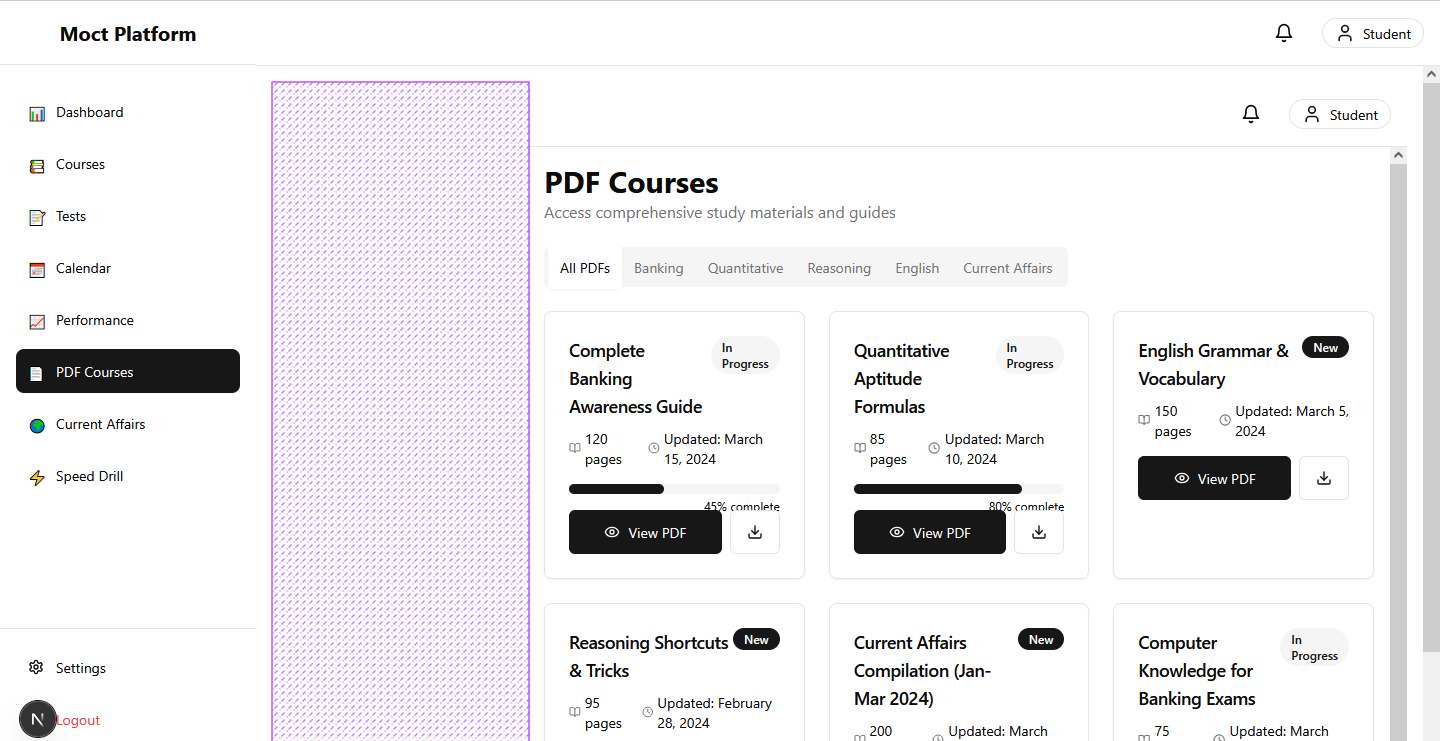 Moct Platform
Student
Dashboard
Courses
Tests
Calendar
Performance
PDF Courses
Current Affairs
Speed Drill
Settings
N
Logout
Student
PDF Courses
Access comprehensive study materials and guides
All PDFs Banking Quantitative Reasoning English Current Affairs
Complete
Banking
Awareness Guide
In
Progress
120
pages
Updated: March
15, 2024
45% complete
View PDF
Quantitative
Aptitude
Formulas
In
Progress
85
pages
Updated: March
10, 2024
80% complete
View PDF
English Grammar &
Vocabulary
New
150
pages
Updated: March 5,
2024
View PDF
Reasoning Shortcuts
& Tricks
New
95
pages
Updated: February
28, 2024
Current Affairs
Compilation (Jan-
Mar 2024)
New
200
Updated: March
Computer
Knowledge for
Banking Exams
In
Progress
75
Updated: March